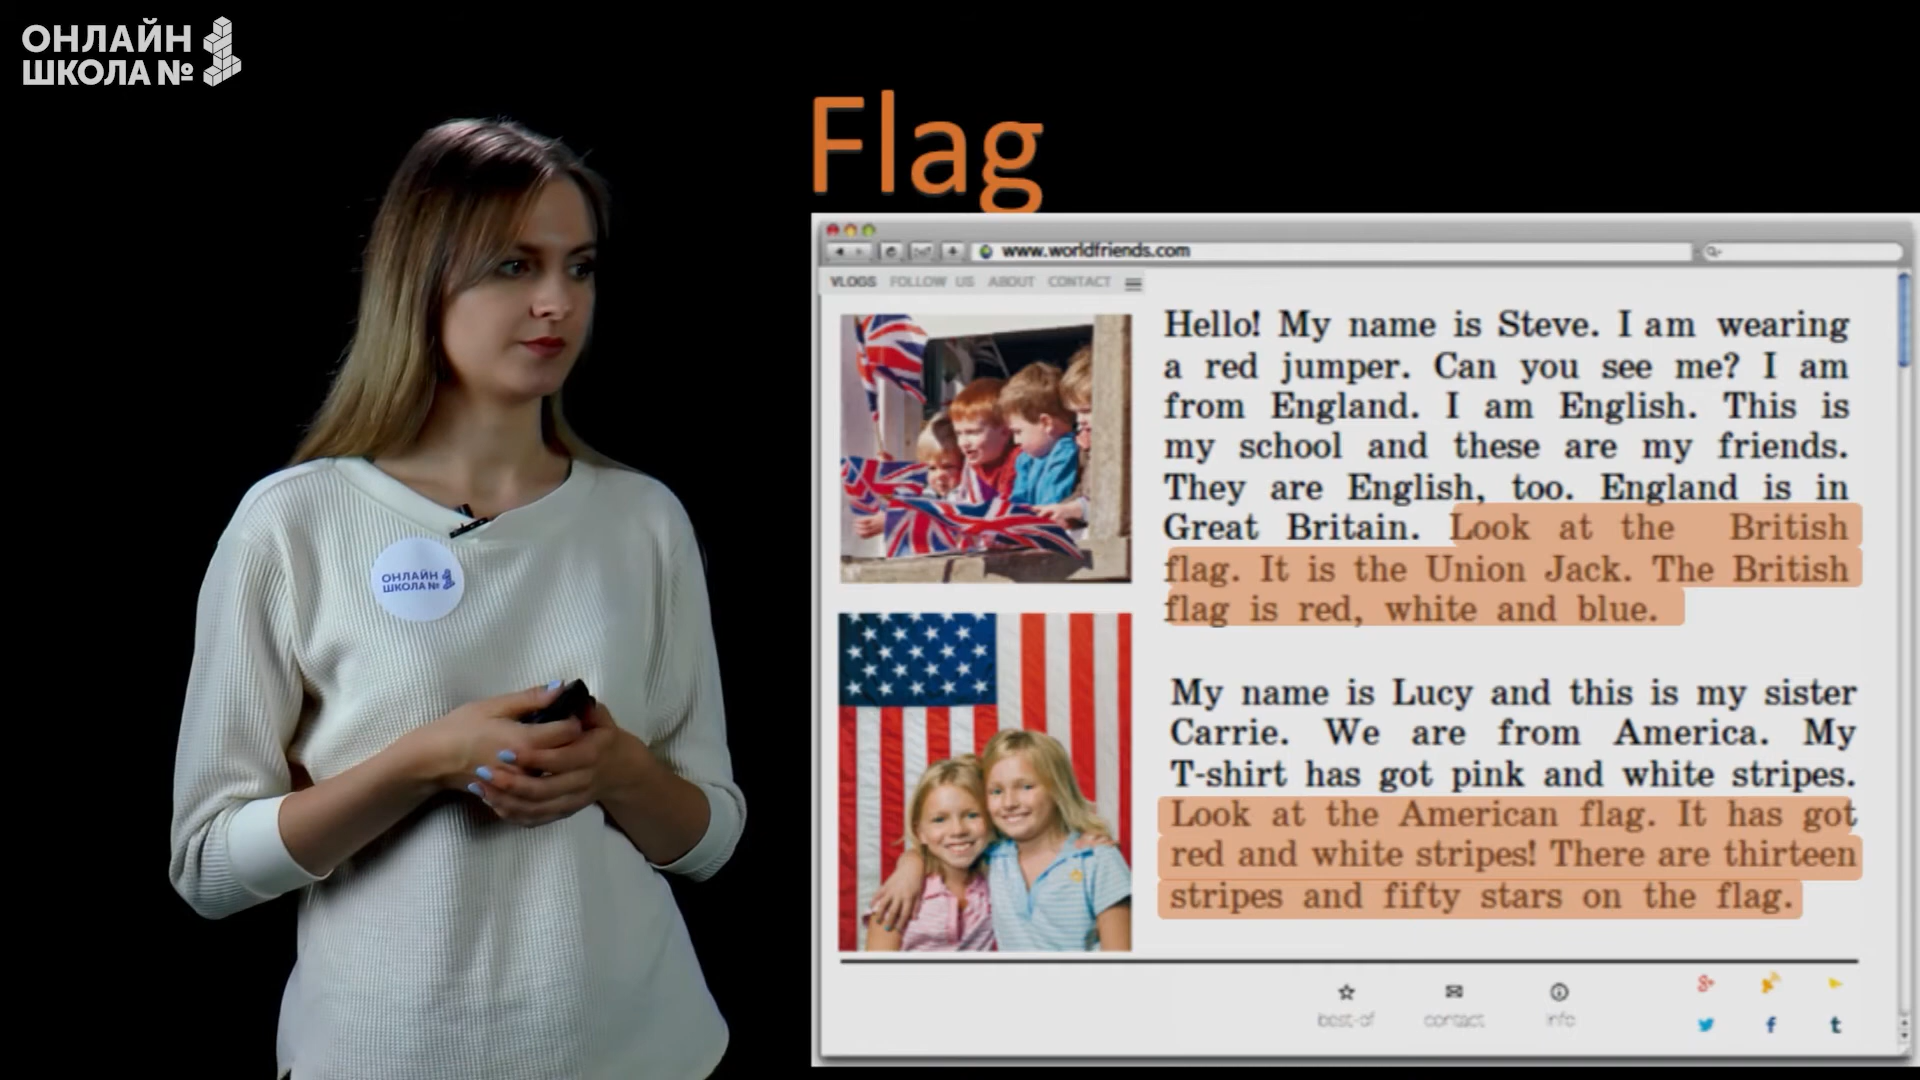 ОНЛАЙН
ШКОЛА №
Flag
www.worldfriends.com
VLOGS FOLLOW US ABOUT CONTACT
Hello! My name is Steve. I am wearing
a red jumper. Can you see me? I am
from England. I am English. This is
my school and these are my friends.
They are English, too. England is in
Great Britain. Look at the British
flag. It is the Union Jack. The British
flag is red, white and blue.
My name is Lucy and this is my sister
Carrie. We are from America. My
T-shirt has got pink and white stripes.
Look at the American flag. It has got
red and white stripes! There are thirteen
stripes and fifty stars on the flag.
best-of contact info
ОНЛАЙН
ШКОЛА №